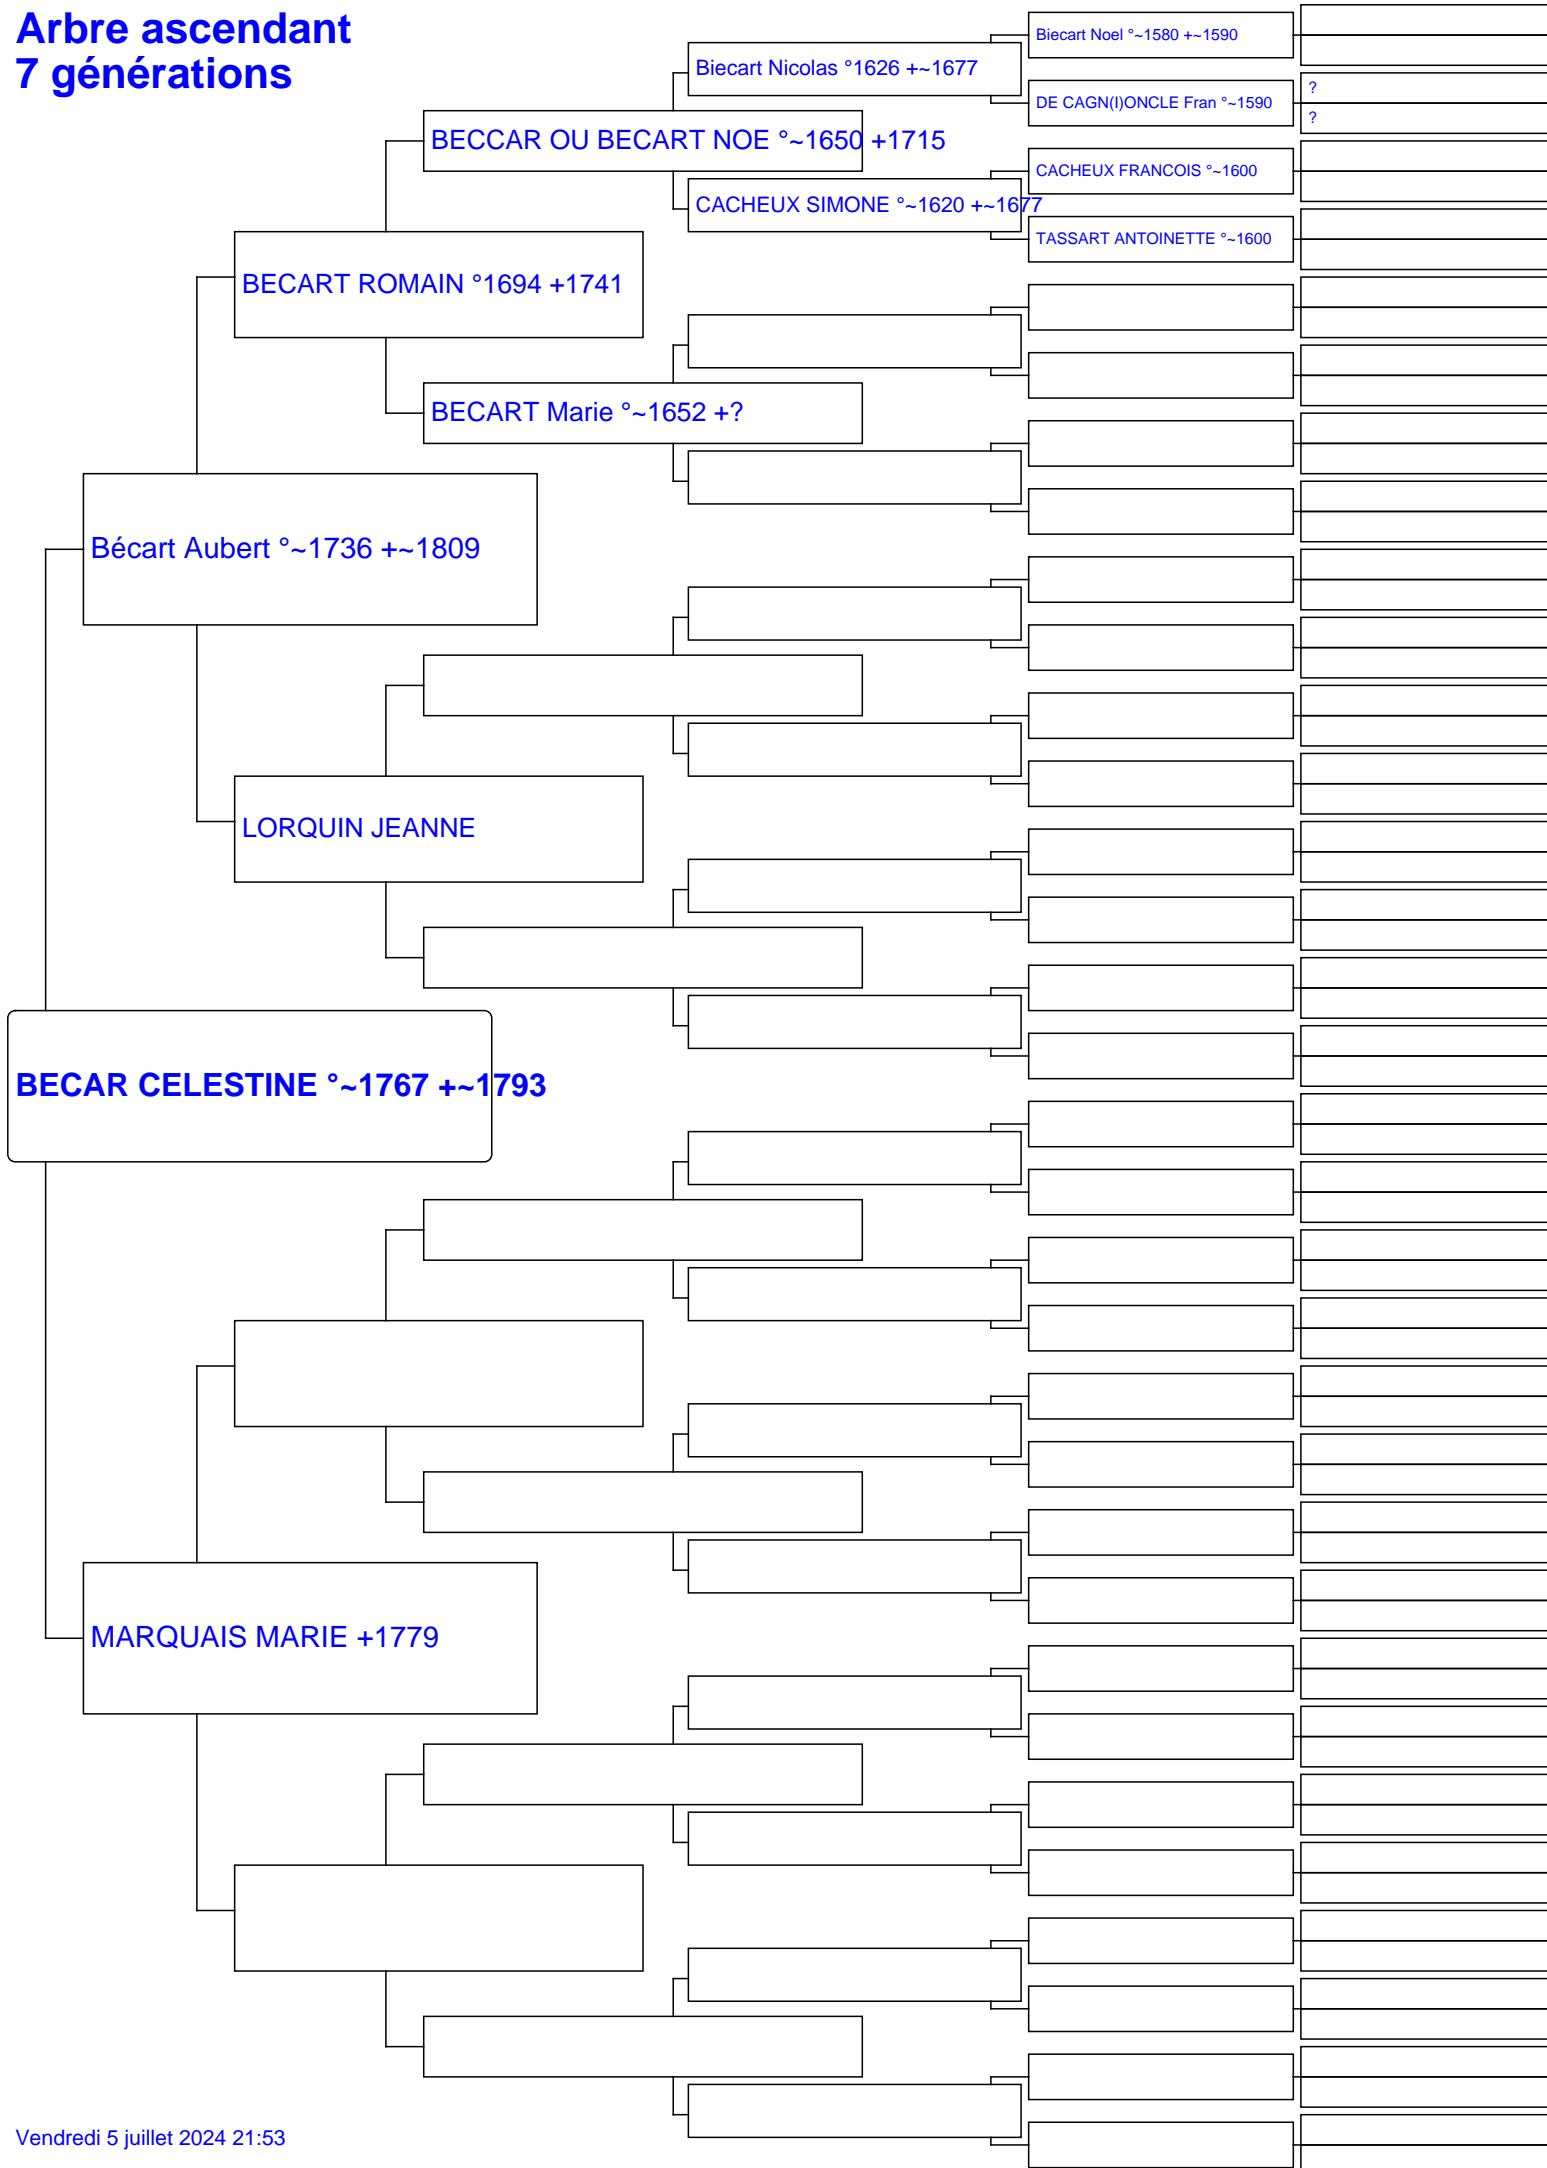 Arbre ascendant
7 générations
Biecart Noel °~1580 +~1590
Biecart Nicolas °1626 +~1677
?
DE CAGN(I)ONCLE Fran °~1590
?
BECCAR OU BECART NOE °~1650 +1715
CACHEUX FRANCOIS °~1600
CACHEUX SIMONE °~1620 +~1677
TASSART ANTOINETTE °~1600
BECART ROMAIN °1694 +1741
BECART Marie °~1652 +?
Bécart Aubert °~1736 +~1809
LORQUIN JEANNE
BECAR CELESTINE °~1767 +~1793
MARQUAIS MARIE +1779
Vendredi 5 juillet 2024 21:53